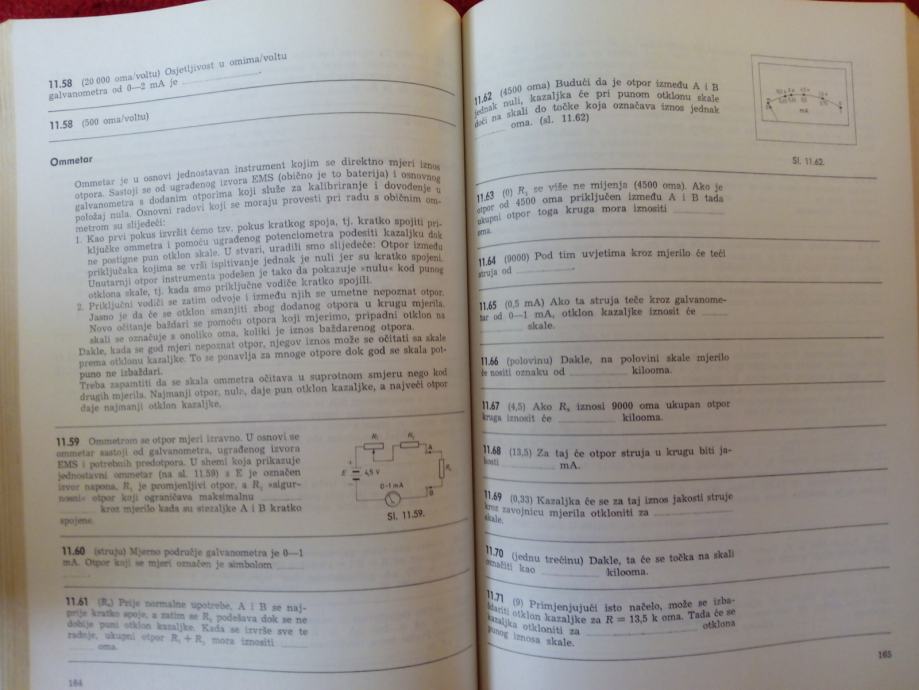 11.58 (20 000 oma/voltu) Osjetljivost u omima/voltu
galvanometra od 0—2 mA je ________.
11.58 (500 oma/voltu)
Ommetar
Ommetar je u osnovi jednostavan instrument kojim se direktno mjeri iznos
otpora. Sastoji se od ugrađenog izvora EMS (obično je to baterija) i osnovnog
galvanometra s dodanim otporima koji služe za kalibriranje i dovođenje u
položaj nula. Osnovni radovi koji se moraju provesti pri radu s običnim om-
metrom su slijedeći:
1. Kao prvi pokus izvršit ćemo tzv. pokus kratkog spoja, tj. kratko spojiti pri-
ključke ommetra i pomoću ugrađenog potenciometra podesiti kazaljku dok
ne postigne pun otklon skale. U stvari, uradili smo slijedeće: Otpor između
priključaka kojima se vrši ispitivanje jednak je nuli jer su kratko spojeni.
Unutarnji otpor instrumenta podešen je tako da pokazuje »nulu« kod punog
otklona skale, tj. kada smo priključne vodiče kratko spojili.
2. Priključni vodiči se zatim odvoje i između njih se umetne nepoznat otpor.
Jasno je da će se otklon smanjiti zbog dodanog otpora u krugu mjerila.
Novo očitanje baždari se pomoću otpora koji mjerimo, pripadni otklon na
skali se označuje s onoliko oma, koliki je iznos baždarenog otpora.
Dakle, kada se god mjeri nepoznat otpor, njegov iznos može se očitati sa skale
prema otklonu kazaljke. To se ponavlja za mnoge otpore dok god se skala pot-
puno ne izbaždari.
Treba zapamtiti da se skala ommetra očitava u suprotnom smjeru nego kod
drugih mjerila. Najmanji otpor, nula, daje pun otklon kazaljke, a najveći otpor
daje najmanji otklon kazaljke.
11.59 Ommetrom se otpor mjeri izravno. U osnovi se
ommetar sastoji od galvanometra, ugrađenog izvora
EMS i potrebnih predotpora. U shemi koja prikazuje
jednostavni ommetar (na sl. 11.59) s E je označen
izvor napona, R₁ je promjenljivi otpor, a R₂ »sigur-
nosni« otpor koji ograničava maksimalnu ________
________ kroz mjerilo kada su stezaljke A i B kratko
spojene.
R₁ R₂ A
E 4,5 V Rₓ
0—1 mA B
Sl. 11.59.
11.60 (struju) Mjerno područje galvanometra je 0—1
mA. Otpor koji se mjeri označen je simbolom ________
________.
11.61 (Rₓ) Prije normalne upotrebe, A i B se naj-
prije kratko spoje, a zatim se R₁ podešava dok se ne
dobije puni otklon kazaljke. Kada se izvrše sve te
radnje, ukupni otpor R₁ + R₂ mora iznositi ________
________ oma.
164
11.62 (4500 oma) Budući da je otpor između A i B
jednak nuli, kazaljka će pri punom otklonu skale
doći na skali do točke koja označava iznos jednak
________ oma. (sl. 11.62)
mA
Sl. 11.62.
11.63 (0) R₁ se više ne mijenja (4500 oma). Ako je
otpor od 4500 oma priključen između A i B tada
ukupni otpor toga kruga mora iznositi ________
oma.
11.64 (9000) Pod tim uvjetima kroz mjerilo će teći
struja od ________.
11.65 (0,5 mA) Ako ta struja teče kroz galvanome-
tar od 0—1 mA, otklon kazaljke iznosit će ________
________ skale.
11.66 (polovinu) Dakle, na polovini skale mjerilo
će nositi oznaku od ________ kilooma.
11.67 (4,5) Ako Rₓ iznosi 9000 oma ukupan otpor
kruga iznosit će ________ kilooma.
11.68 (13,5) Za taj će otpor struja u krugu biti ja-
kosti ________ mA.
11.69 (0,33) Kazaljka će se za taj iznos jakosti struje
kroz zavojnicu mjerila otkloniti za ________
skale.
11.70 (jednu trećinu) Dakle, ta će se točka na skali
označiti kao ________ kilooma.
11.71 (9) Primjenjujući isto načelo, može se izba-
ždariti otklon kazaljke za R = 13,5 k oma. Tada će se
kazaljka otkloniti za ________ otklona
punog iznosa skale.
165